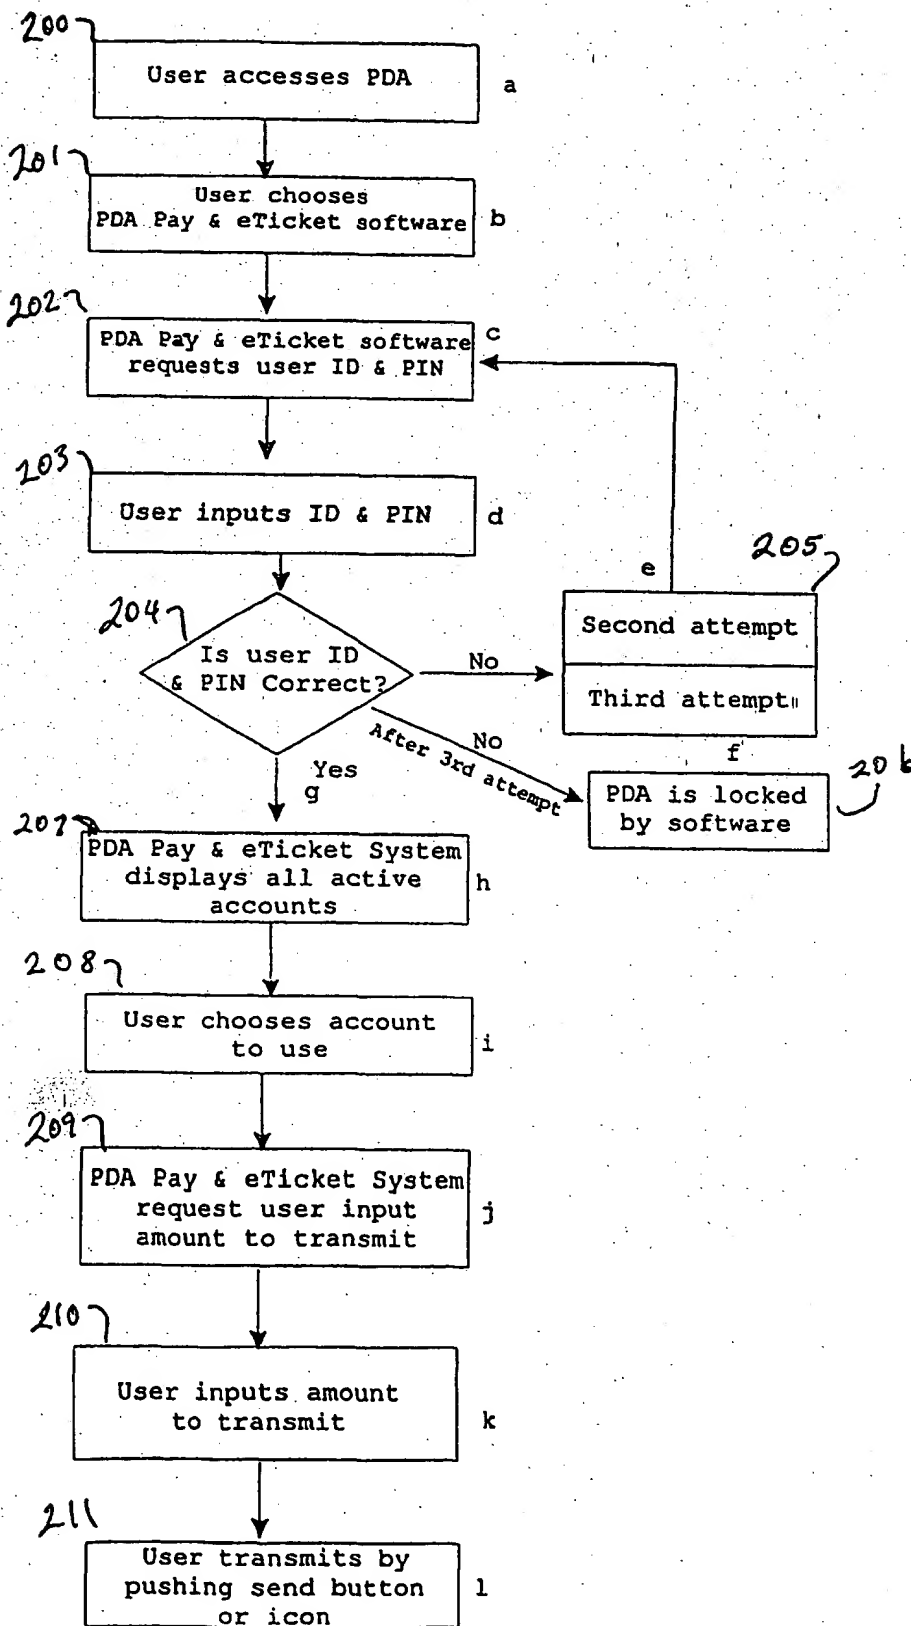 200
User accesses PDA
a
201
User chooses
PDA Pay & eTicket software
b
202
PDA Pay & eTicket software
requests user ID & PIN
c
203
User inputs ID & PIN
d
204
Is user ID
& PIN Correct?
No
e
205
Second attempt
Third attempt
f
No
After 3rd attempt
206
PDA is locked
by software
Yes
g
207
PDA Pay & eTicket System
displays all active
accounts
h
208
User chooses account
to use
i
209
PDA Pay & eTicket System
request user input
amount to transmit
j
210
User inputs amount
to transmit
k
211
User transmits by
pushing send button
or icon
l